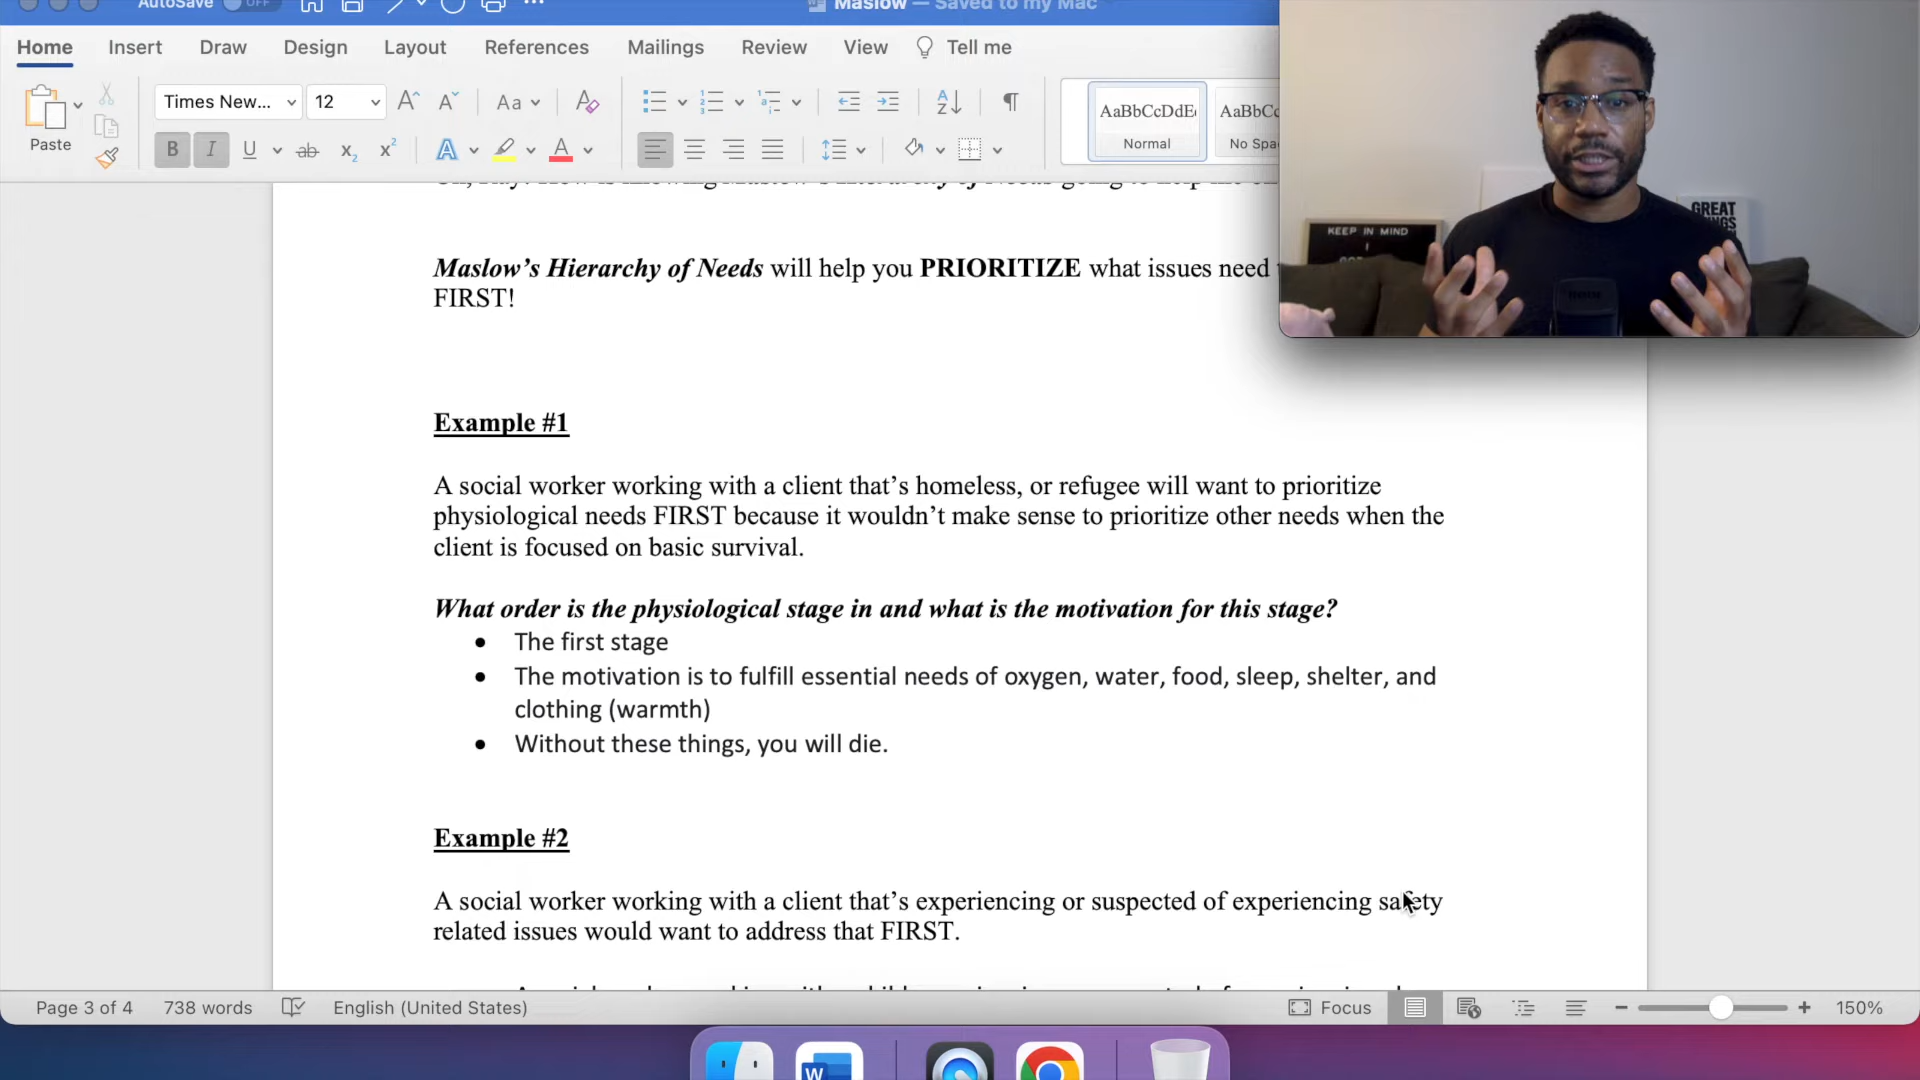 AutoSave
OFF
Maslow — Saved to my Mac
Home
Insert
Draw
Design
Layout
References
Mailings
Review
View
Tell me
Paste
Times New...
12
Aa
AaBbCcDdE
Normal
AaBbCc
No Spa
Maslow’s Hierarchy of Needs will help you PRIORITIZE what issues need
FIRST!
Example #1
A social worker working with a client that’s homeless, or refugee will want to prioritize
physiological needs FIRST because it wouldn’t make sense to prioritize other needs when the
client is focused on basic survival.
What order is the physiological stage in and what is the motivation for this stage?
• The first stage
• The motivation is to fulfill essential needs of oxygen, water, food, sleep, shelter, and
clothing (warmth)
• Without these things, you will die.
Example #2
A social worker working with a client that’s experiencing or suspected of experiencing safety
related issues would want to address that FIRST.
Page 3 of 4
738 words
English (United States)
Focus
150%
KEEP IN MIND
I
GREAT